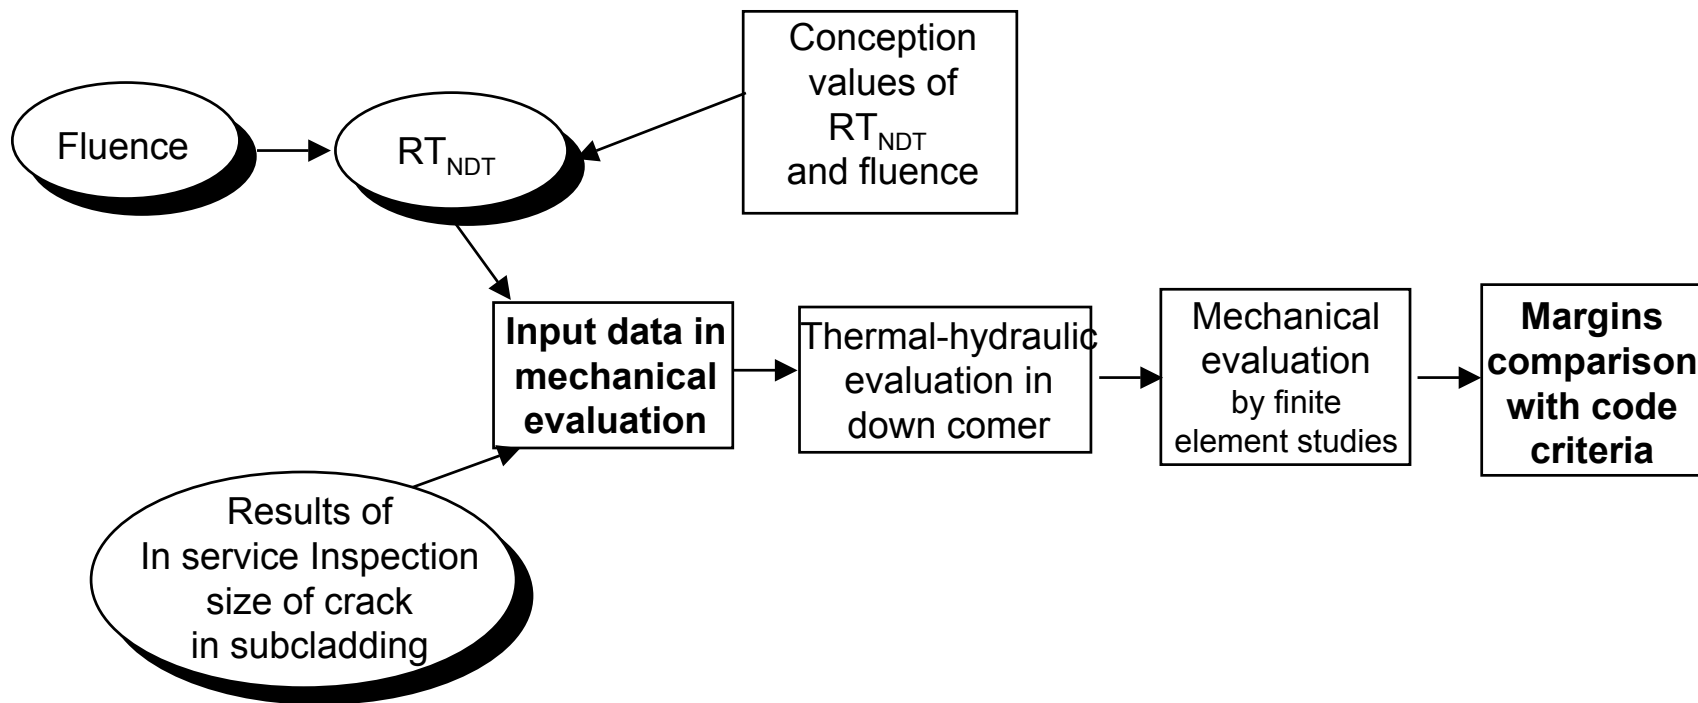 Fluence
RT_NDT
Conception
values of
RT_NDT
and fluence
Input data in
mechanical
evaluation
Thermal-hydraulic
evaluation in
down comer
Mechanical
evaluation
by finite
element studies
Margins
comparison
with code
criteria
Results of
In service Inspection
size of crack
in subcladding